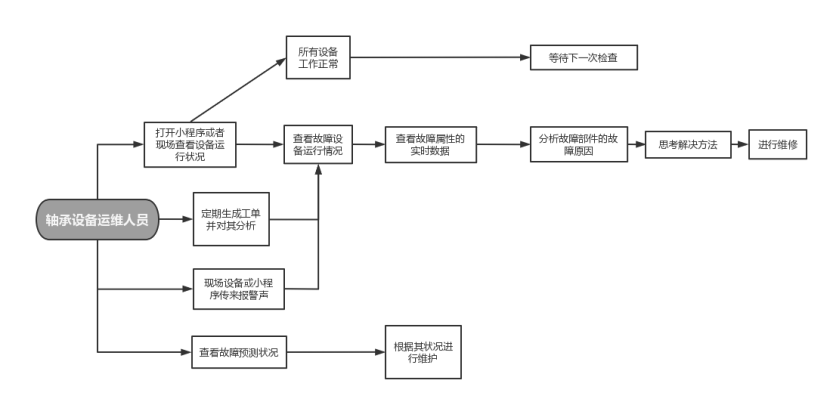 所有设备
工作正常
等待下一次检查
打开小程序或者
现场查看设备运
行状况
查看故障设
备运行情况
查看故障属性的
实时数据
分析故障部件的故
障原因
思考解决方法
进行维修
轴承设备运维人员
定期生成工单
并对其分析
现场设备或小程
序传来报警声
查看故障预测状况
根据其状况进
行维护